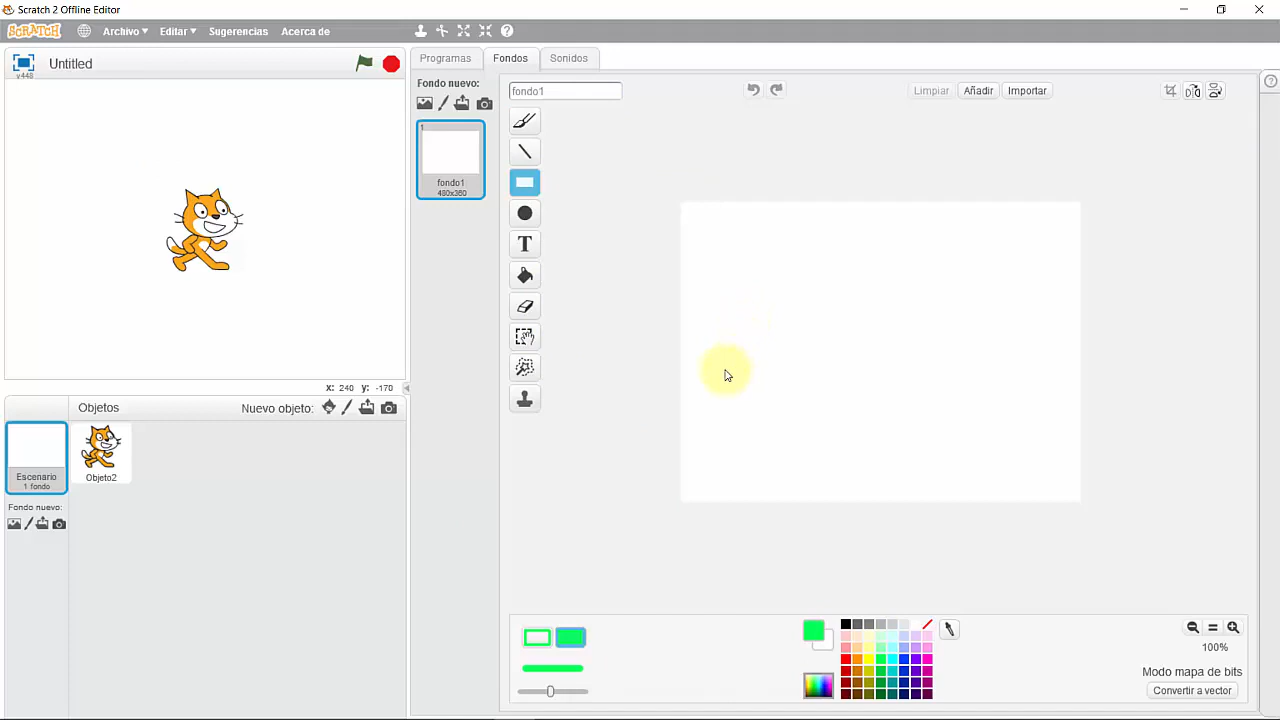 Scratch 2 Offline Editor
SCRATCH Archivo Editar Sugerencias Acerca de
Untitled
v448
Programas Fondos Sonidos
Fondo nuevo:
fondo1
Limpiar Añadir Importar
1
fondo1
480x360
T
x: 240 y: -170
Objetos Nuevo objeto:
Escenario
1 fondo
Objeto2
Fondo nuevo:
100%
Modo mapa de bits
Convertir a vector